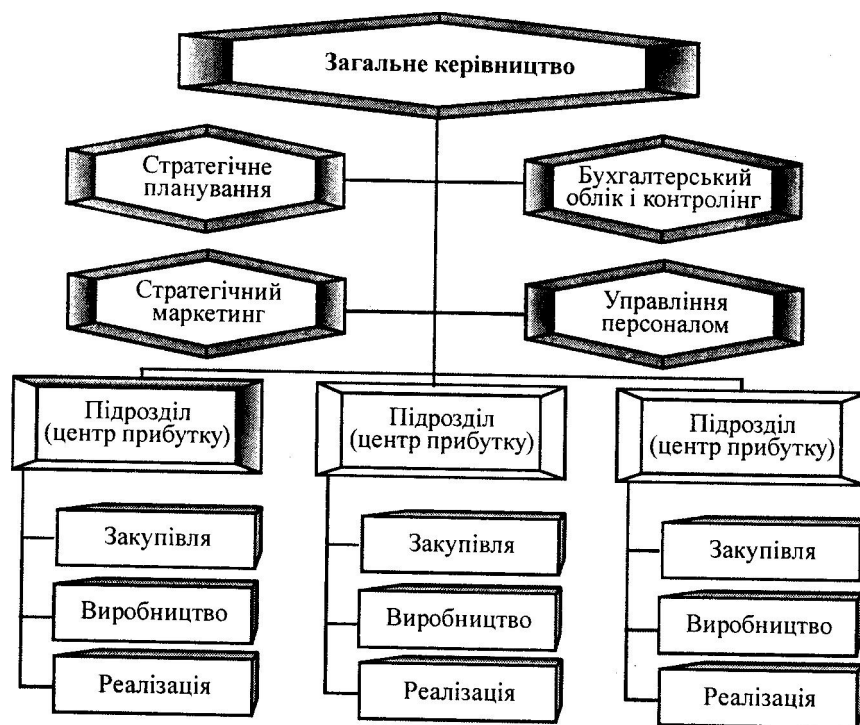 Загальне керівництво
Стратегічне
планування
Бухгалтерський
облік і контролінг
Стратегічний
маркетинг
Управління
персоналом
Підрозділ
(центр прибутку)
Підрозділ
(центр прибутку)
Підрозділ
(центр прибутку)
Закупівля
Виробництво
Реалізація
Закупівля
Виробництво
Реалізація
Закупівля
Виробництво
Реалізація